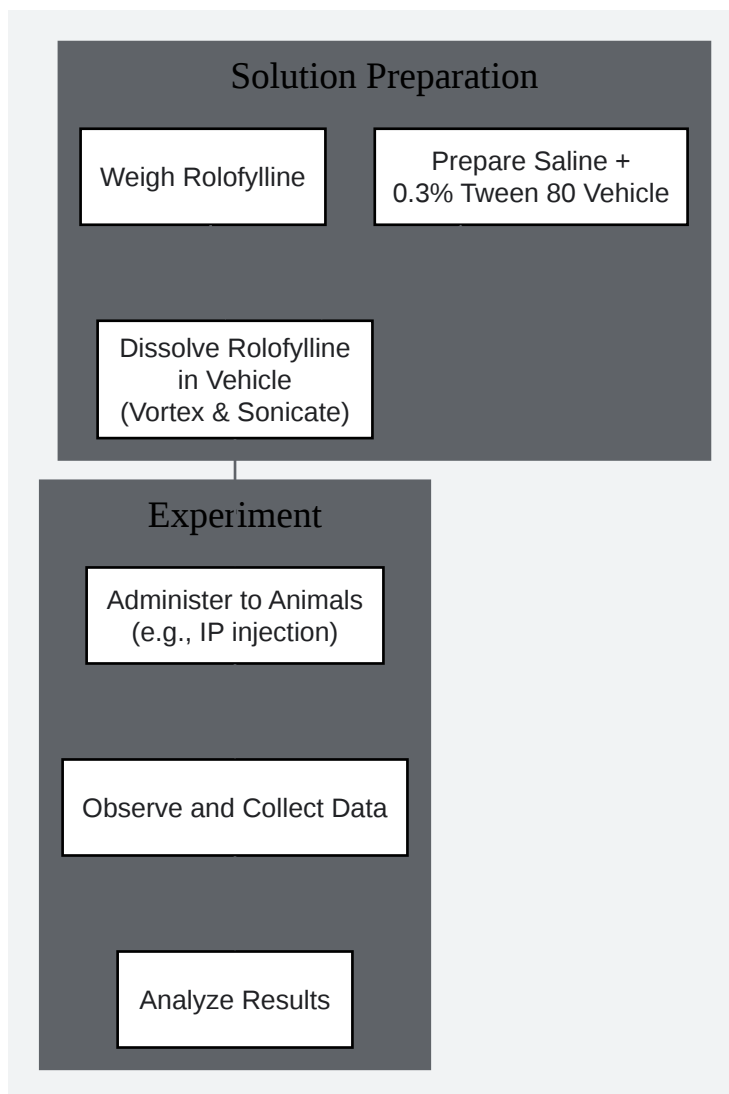 Solution Preparation
Weigh Rolofylline
Prepare Saline +
0.3% Tween 80 Vehicle
Dissolve Rolofylline
in Vehicle
(Vortex & Sonicate)
Experiment
Administer to Animals
(e.g., IP injection)
Observe and Collect Data
Analyze Results